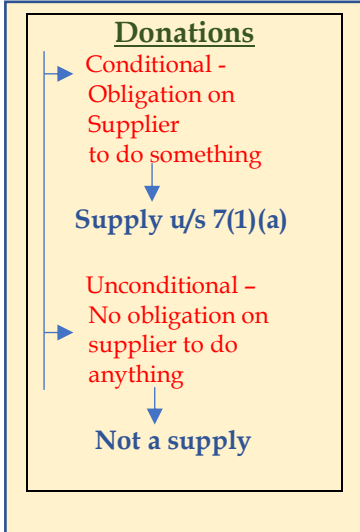 Donations
Conditional -
Obligation on
Supplier
to do something
Supply u/s 7(1)(a)
Unconditional –
No obligation on
supplier to do
anything
Not a supply